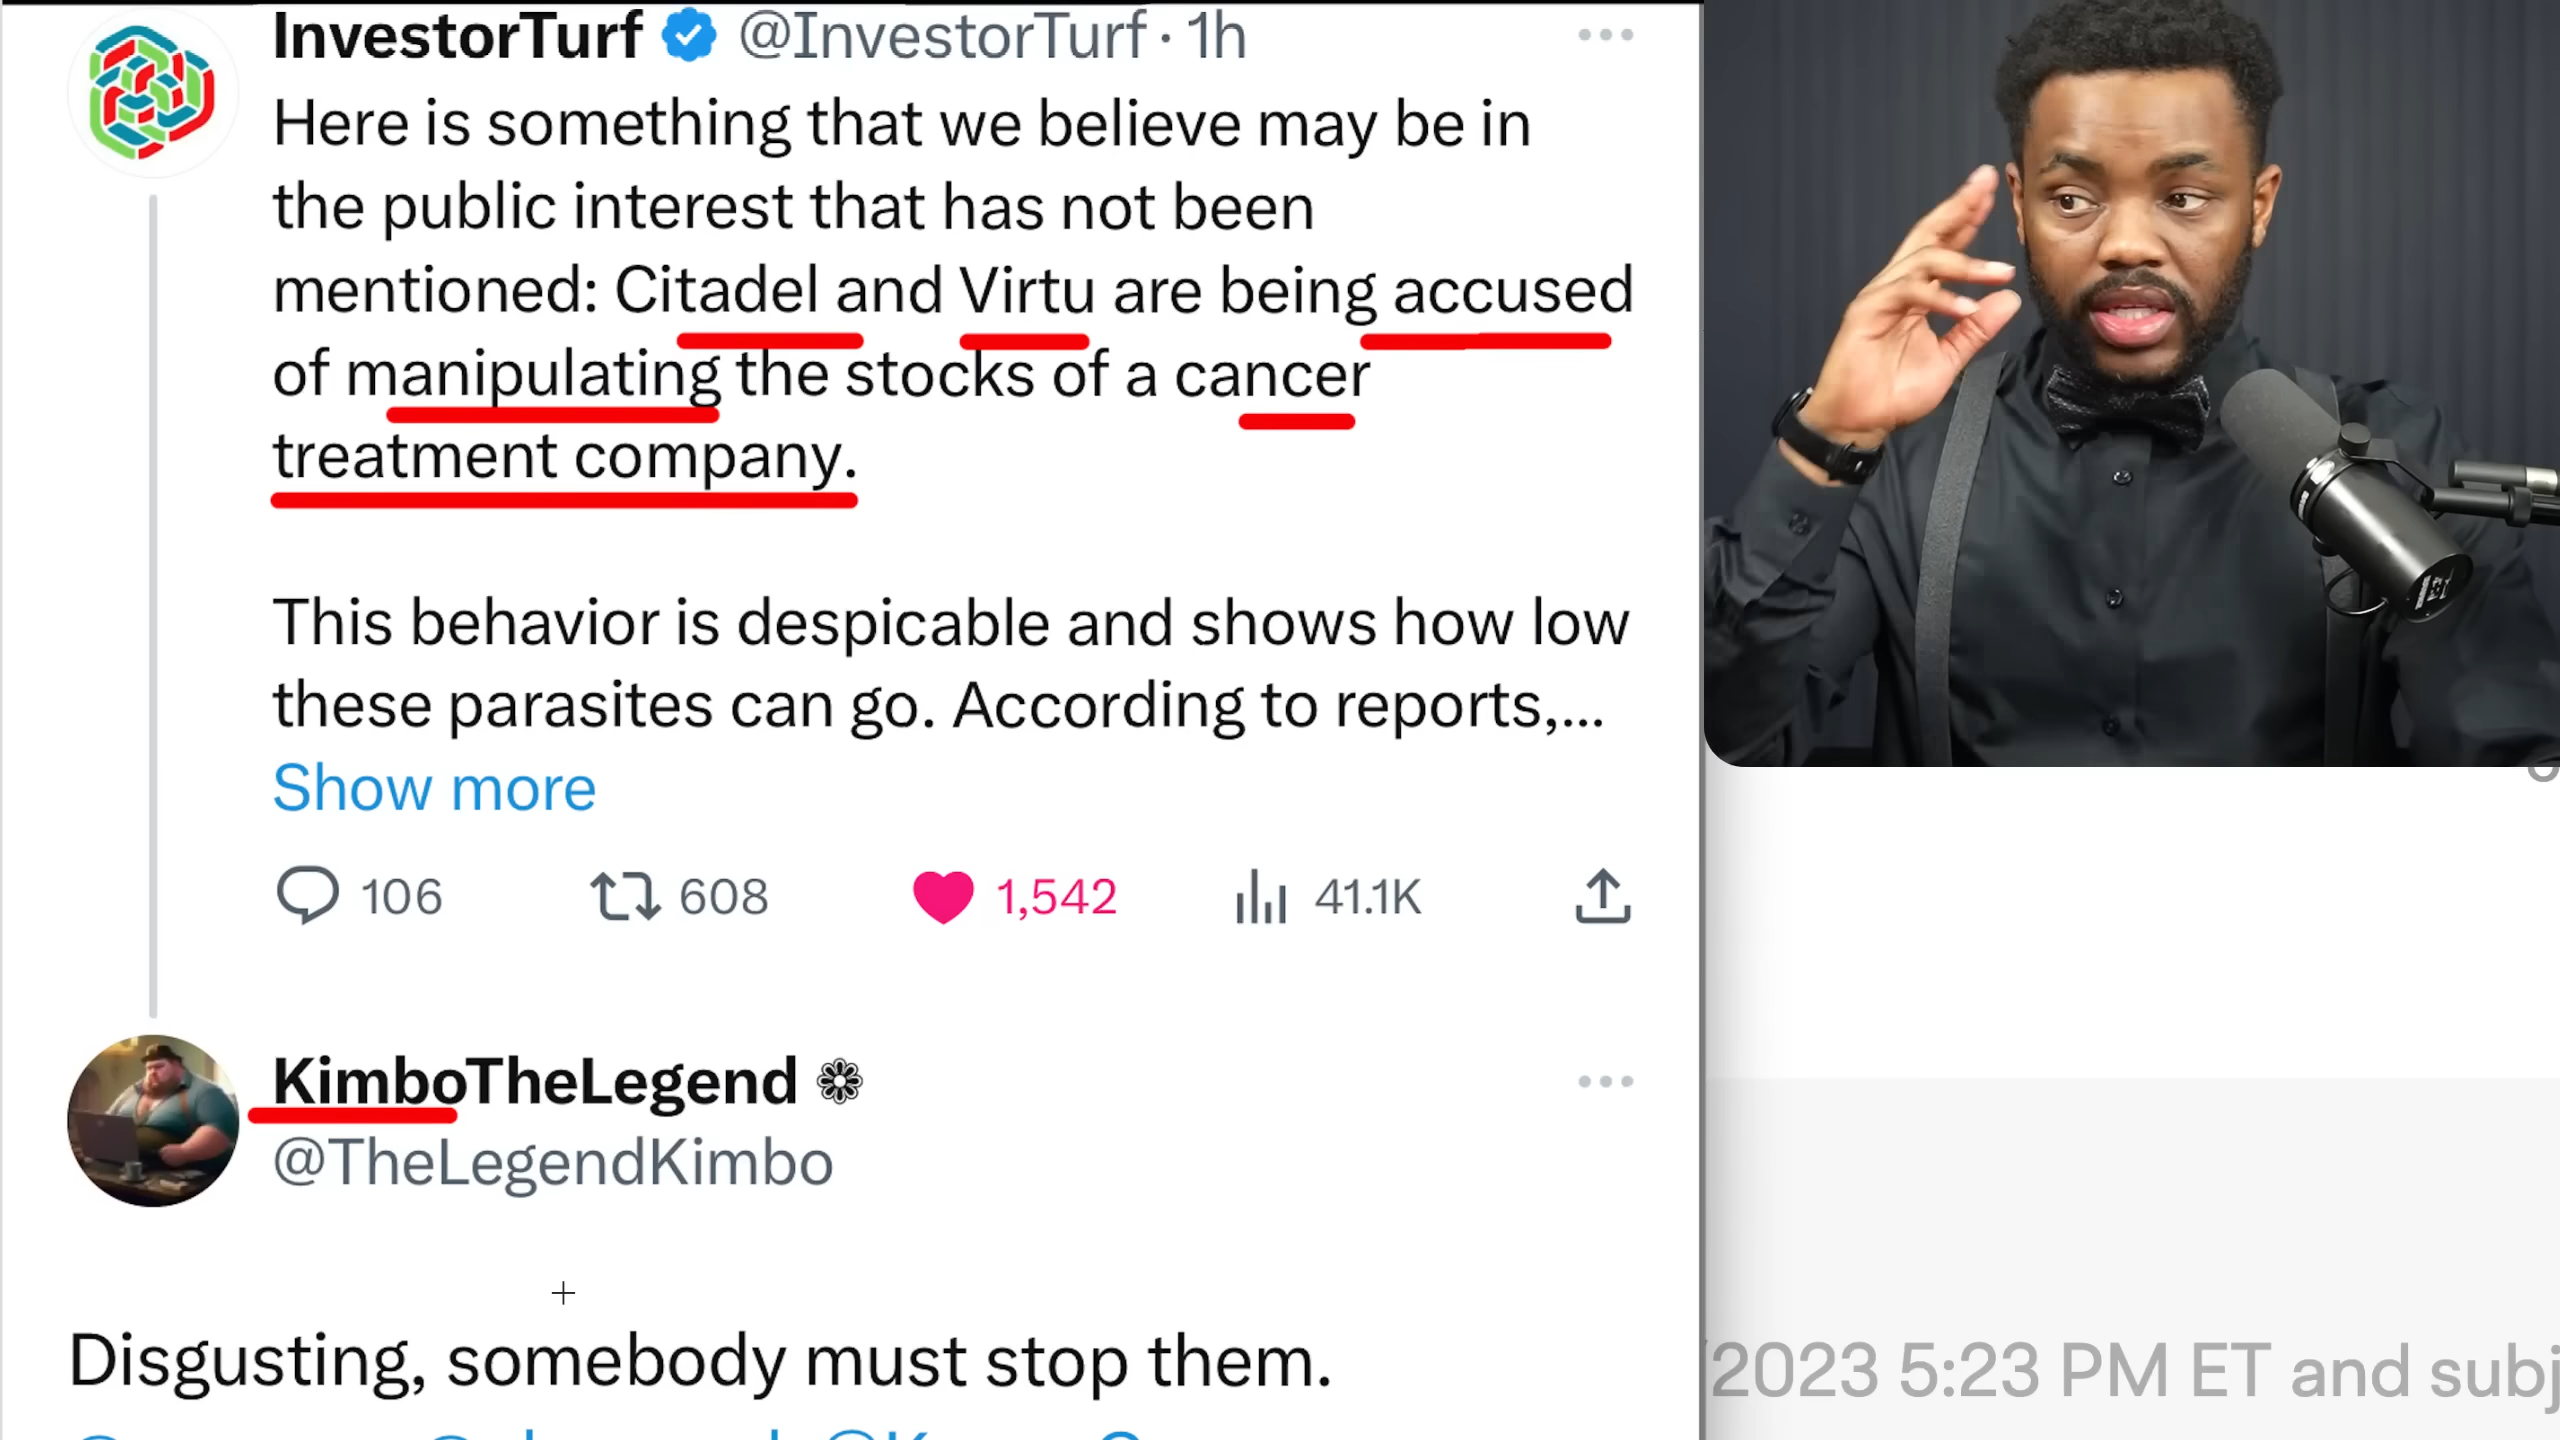 InvestorTurf @InvestorTurf · 1h
Here is something that we believe may be in
the public interest that has not been
mentioned: Citadel and Virtu are being accused
of manipulating the stocks of a cancer
treatment company.
This behavior is despicable and shows how low
these parasites can go. According to reports,...
Show more
106 608 1,542 41.1K
KimboTheLegend
@TheLegendKimbo
Disgusting, somebody must stop them.
/2023 5:23 PM ET and subj